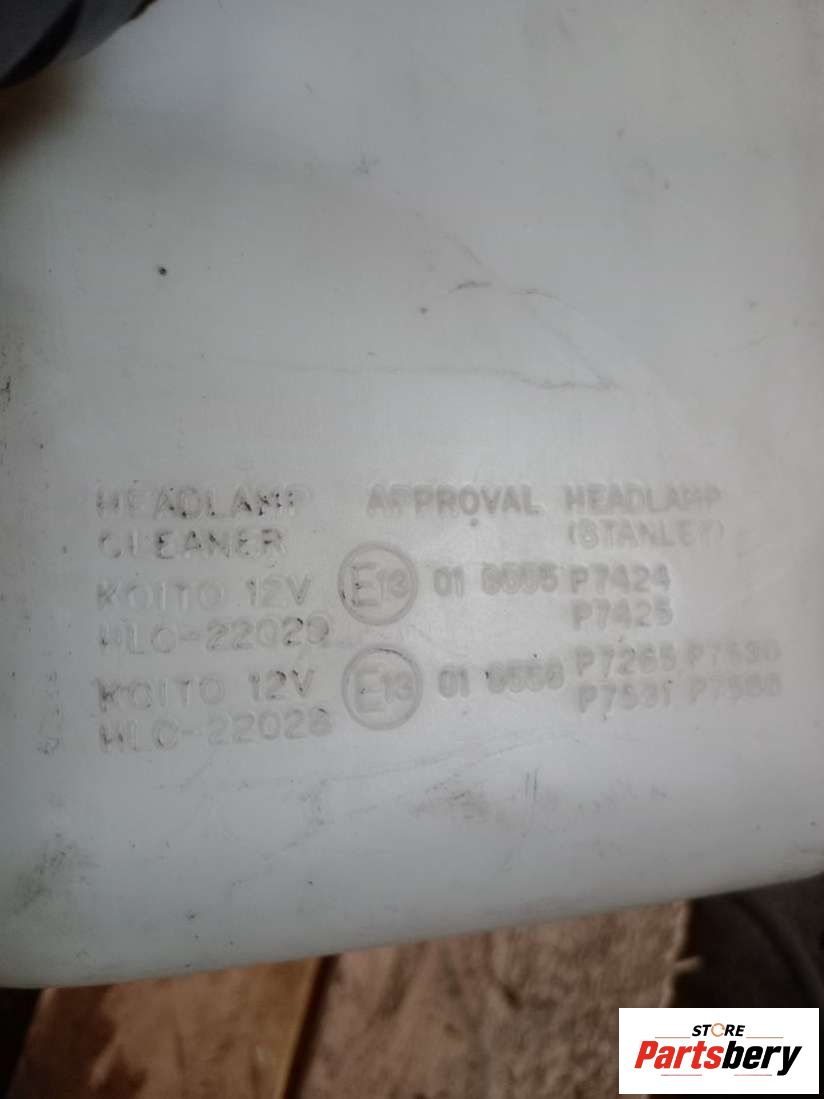 HEADLAMP APPROVAL HEADLAMP
CLEANER (STANLEY)
KOITO 12V E13 01 9555 P7424
HLC-22029 P7425
KOITO 12V E13 01 P7265
HLC-22028 P7531
STORE
Partsbery